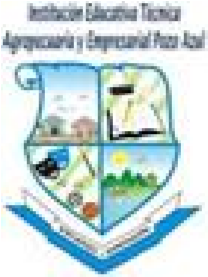 Institución Educativa Técnica
Agropecuaria y Empresarial Pozo Azul